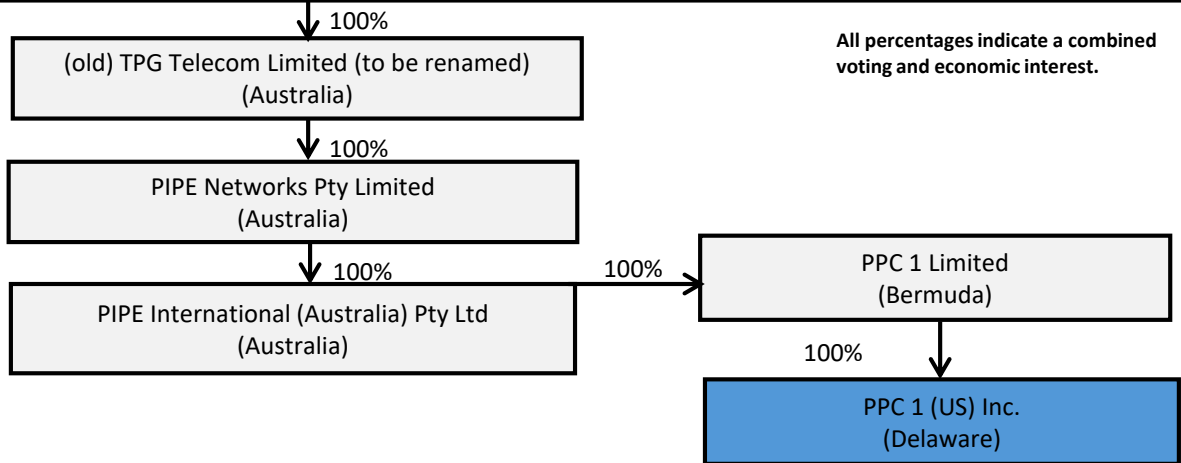 100%
All percentages indicate a combined
voting and economic interest.
(old) TPG Telecom Limited (to be renamed)
(Australia)
100%
PIPE Networks Pty Limited
(Australia)
100%
100%
PIPE International (Australia) Pty Ltd
(Australia)
PPC 1 Limited
(Bermuda)
100%
PPC 1 (US) Inc.
(Delaware)